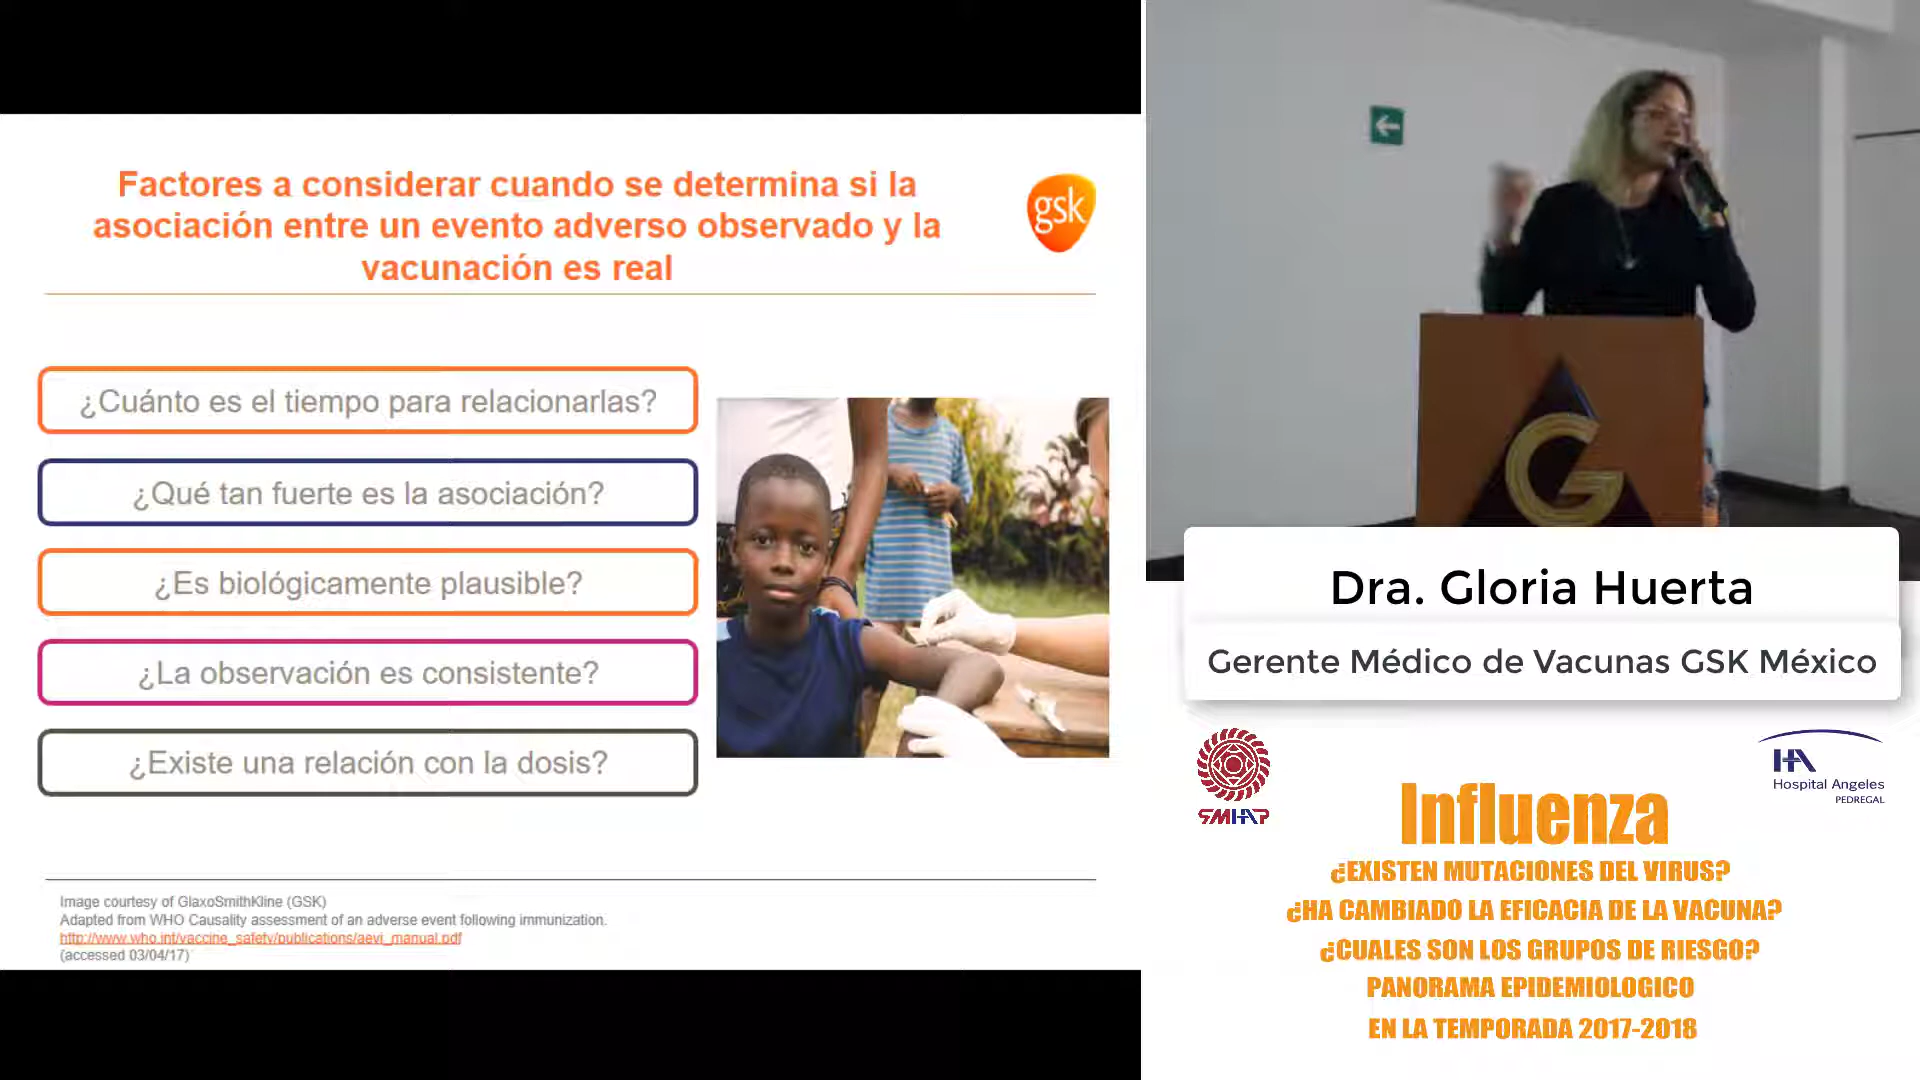 Factores a considerar cuando se determina si la
asociación entre un evento adverso observado y la
vacunación es real
gsk
¿Cuánto es el tiempo para relacionarlas?
¿Qué tan fuerte es la asociación?
¿Es biológicamente plausible?
¿La observación es consistente?
¿Existe una relación con la dosis?
Image courtesy of GlaxoSmithKline (GSK)
Adapted from WHO Causality assessment of an adverse event following immunization.
http://www.who.int/vaccine_safety/publications/aevi_manual.pdf
(accessed 03/04/17)
G
Dra. Gloria Huerta
Gerente Médico de Vacunas GSK México
SMHAP
HA
Hospital Angeles
PEDREGAL
Influenza
¿EXISTEN MUTACIONES DEL VIRUS?
¿HA CAMBIADO LA EFICACIA DE LA VACUNA?
¿CUALES SON LOS GRUPOS DE RIESGO?
PANORAMA EPIDEMIOLOGICO
EN LA TEMPORADA 2017-2018